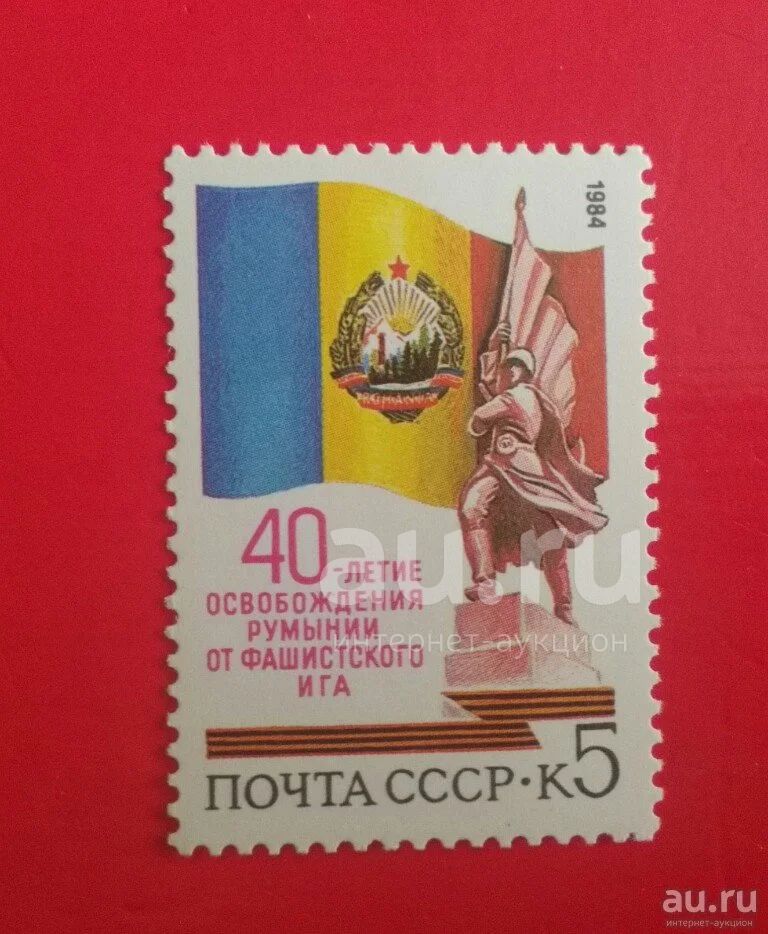 1984
40-ЛЕТИЕ
ОСВОБОЖДЕНИЯ
РУМЫНИИ
ОТ ФАШИСТСКОГО
ИГА
ПОЧТА СССР·К5
au.ru
интернет-аукцион
au.ru
интернет-аукцион